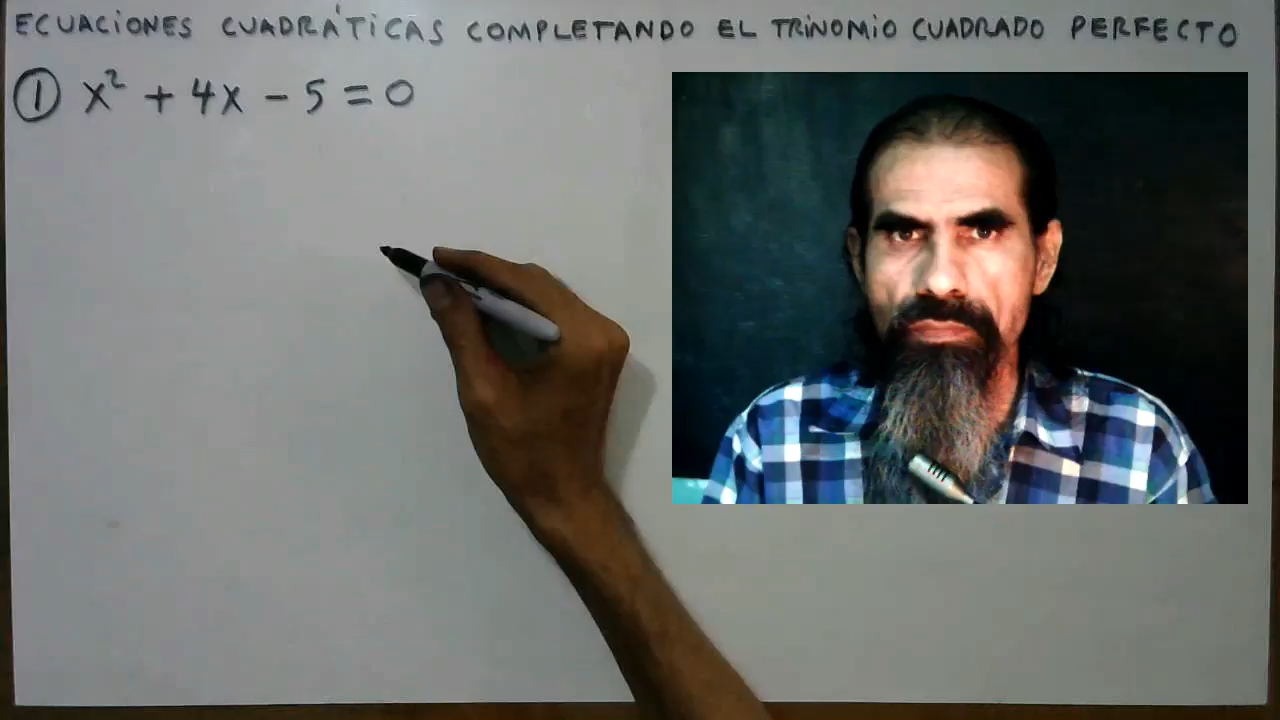 ECUACIONES CUADRÁTICAS COMPLETANDO EL TRINOMIO CUADRADO PERFECTO
① x² + 4x - 5 = 0